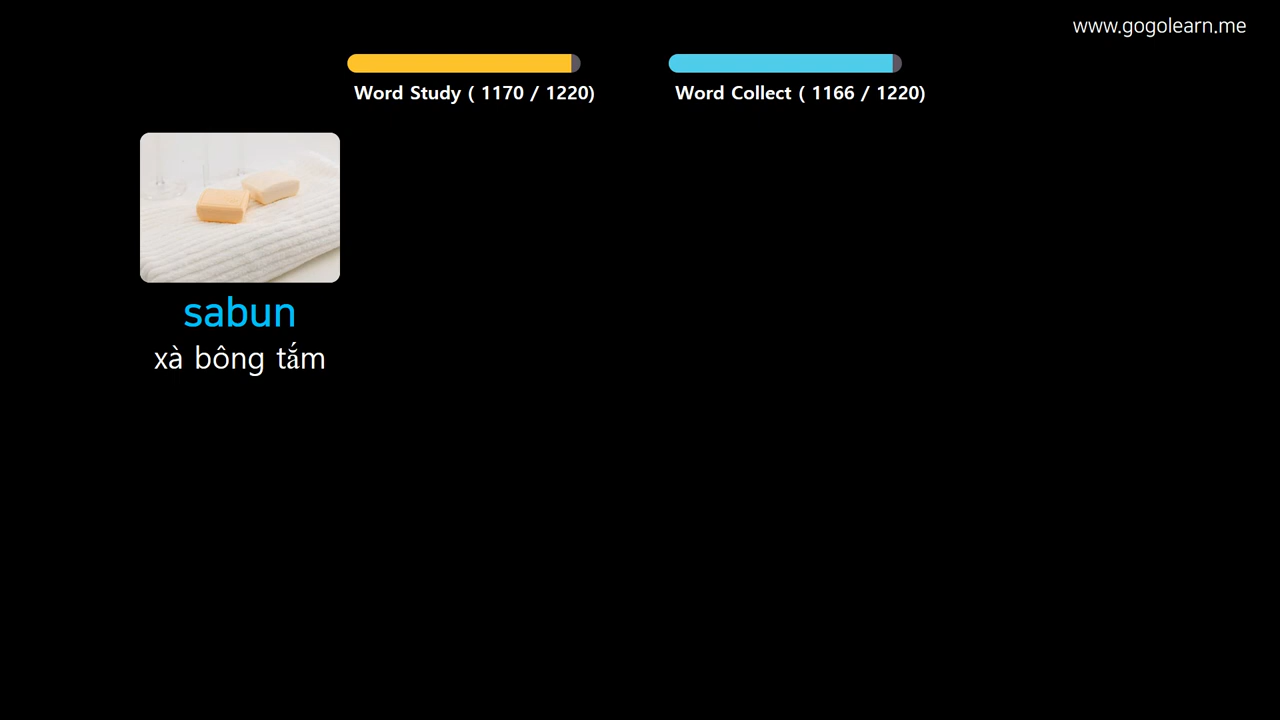 www.gogolearn.me
Word Study ( 1170 / 1220)
Word Collect ( 1166 / 1220)
sabun
xà bông tắm